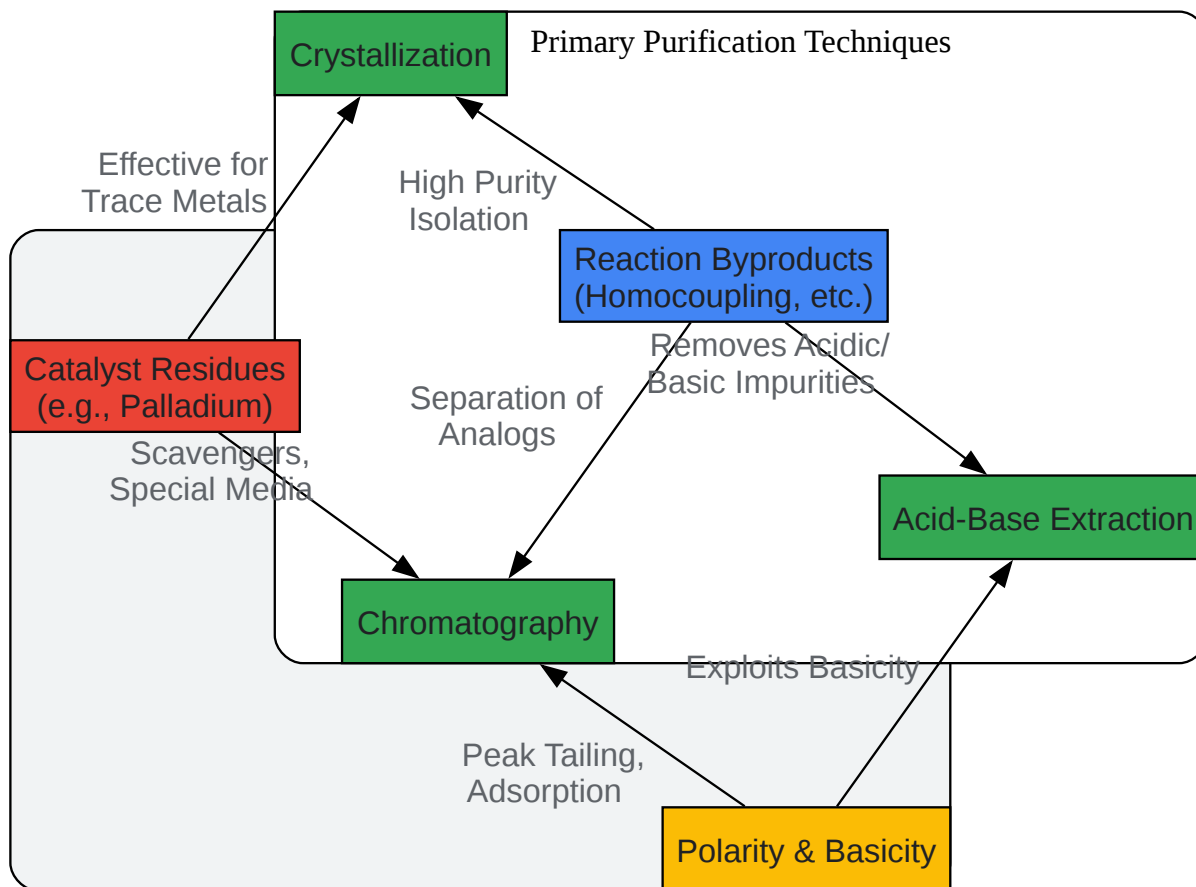 Crystallization
Primary Purification Techniques
Effective for
Trace Metals
High Purity
Isolation
Reaction Byproducts
(Homocoupling, etc.)
Catalyst Residues
(e.g., Palladium)
Removes Acidic/
Basic Impurities
Separation of
Analogs
Scavengers,
Special Media
Acid-Base Extraction
Chromatography
Exploits Basicity
Peak Tailing,
Adsorption
Polarity & Basicity